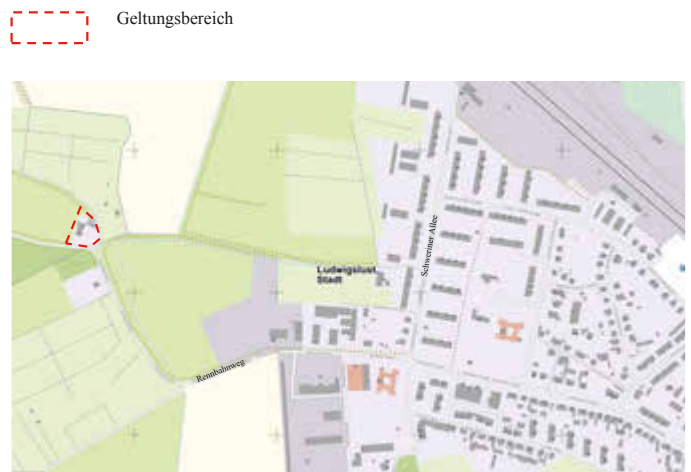 Geltungsbereich
Schweriner Allee
Ludwigslust,
Stadt
Rennbahnweg